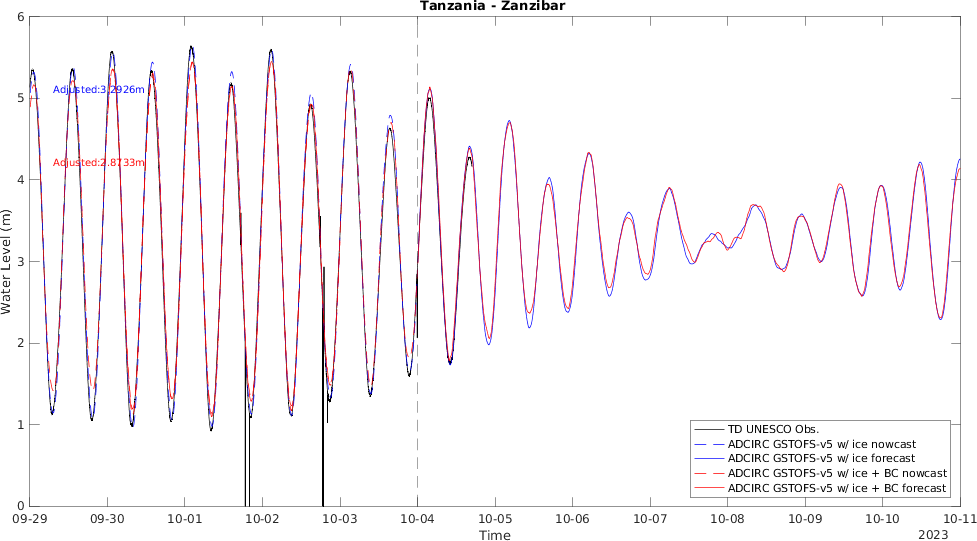 Tanzania - Zanzibar
6
5
4
3
2
1
0
Water Level (m)
Adjusted:3.2926m
Adjusted:2.8733m
TD UNESCO Obs.
ADCIRC GSTOFS-v5 w/ ice nowcast
ADCIRC GSTOFS-v5 w/ ice forecast
ADCIRC GSTOFS-v5 w/ ice + BC nowcast
ADCIRC GSTOFS-v5 w/ ice + BC forecast
09-29 09-30 10-01 10-02 10-03 10-04 10-05 10-06 10-07 10-08 10-09 10-10 10-11
Time
2023